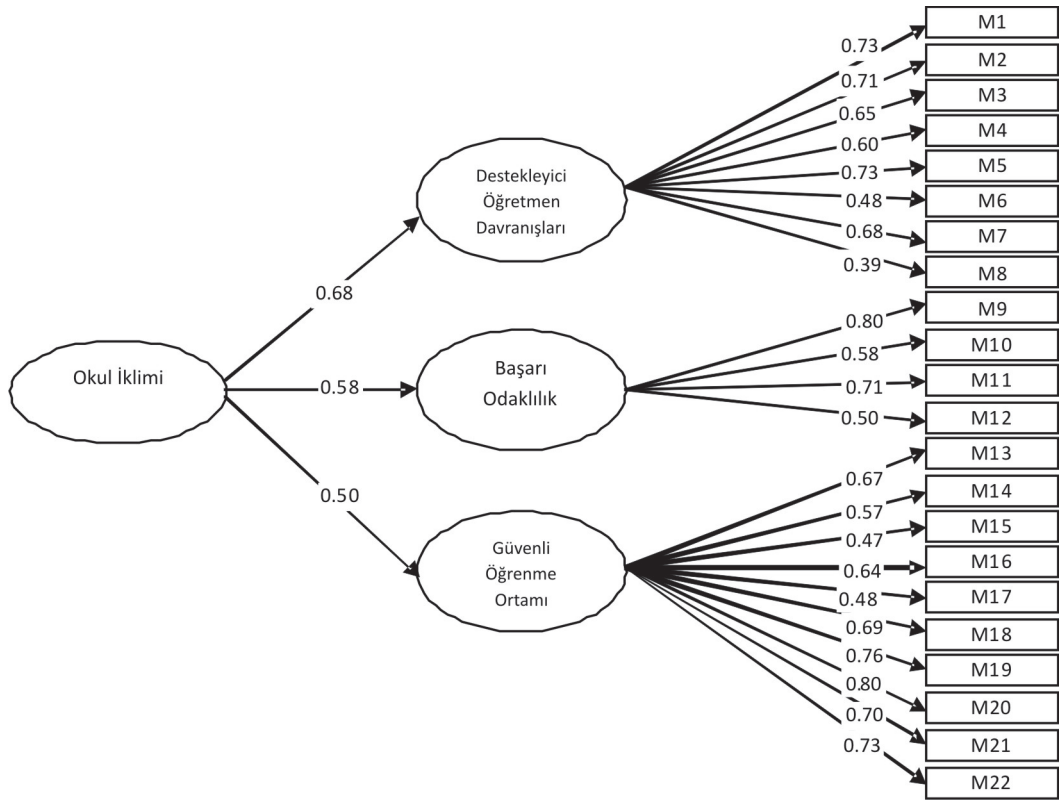 M1
0.73
M2
0.71
M3
0.65
M4
0.60
Destekleyici
Öğretmen
Davranışları
M5
0.73
M6
0.48
M7
0.68
M8
0.39
0.68
M9
0.80
M10
0.58
Okul İklimi
0.58
Başarı
Odaklılık
M11
0.71
M12
0.50
M13
0.67
0.50
M14
0.57
M15
0.47
Güvenli
Öğrenme
Ortamı
M16
0.64
M17
0.48
M18
0.69
M19
0.76
M20
0.80
M21
0.70
M22
0.73